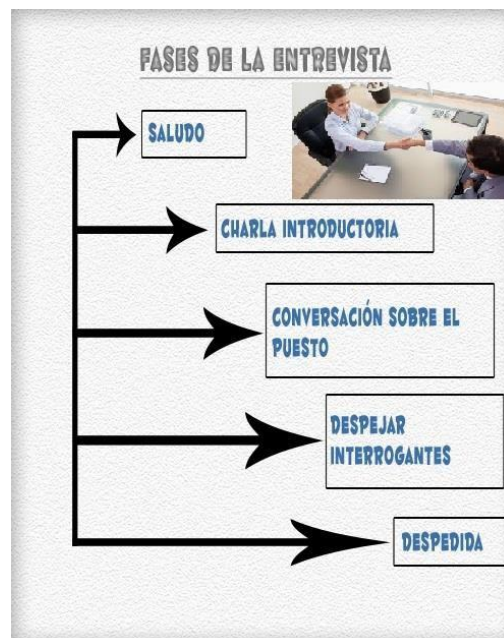 FASES DE LA ENTREVISTA
SALUDO
CHARLA INTRODUCTORIA
CONVERSACIÓN SOBRE EL
PUESTO
DESPEJAR
INTERROGANTES
DESPEDIDA